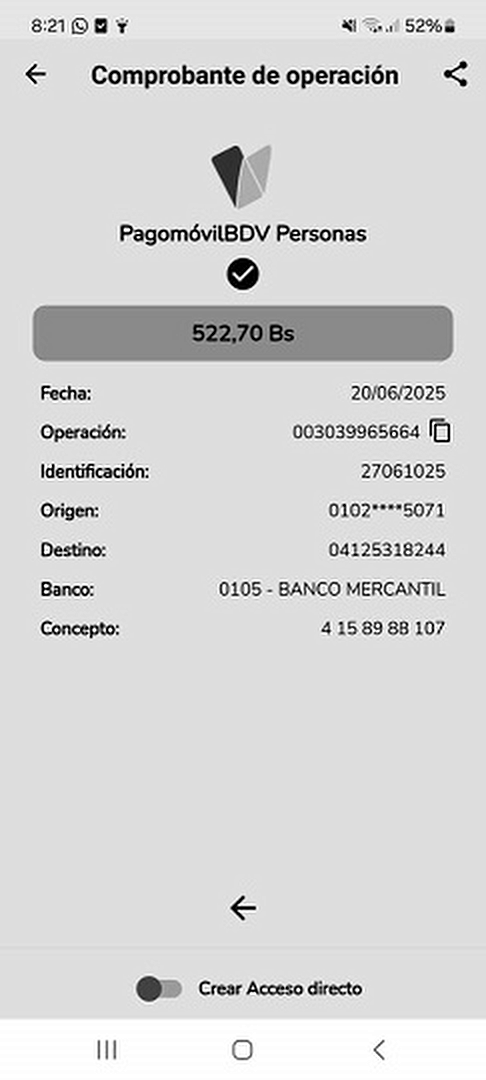 8:21 52%
Comprobante de operación
PagomóvilBDV Personas
522,70 Bs
Fecha: 20/06/2025
Operación: 003039965664
Identificación: 27061025
Origen: 0102****5071
Destino: 04125318244
Banco: 0105 - BANCO MERCANTIL
Concepto: 4 15 89 88 107
Crear Acceso directo